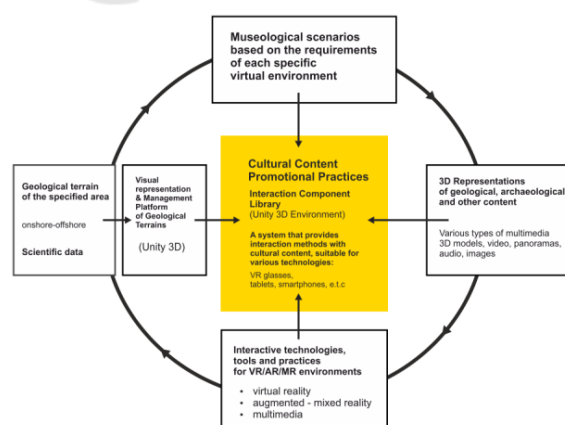 Museological scenarios
based on the requirements
of each specific
virtual environment
Geological terrain
of the specified area
onshore-offshore
Scientific data
Visual
representation
& Management
Platform
of Geological
Terrains
(Unity 3D)
Cultural Content
Promotional Practices
Interaction Component
Library
(Unity 3D Environment)
A system that provides
interaction methods with
cultural content, suitable for
various technologies:
VR glasses,
tablets, smartphones, e.t.c
3D Representations
of geological, archaeological
and other content
Various types of multimedia
3D models, video, panoramas,
audio, images
Interactive technologies,
tools and practices
for VR/AR/MR environments
• virtual reality
• augmented - mixed reality
• multimedia